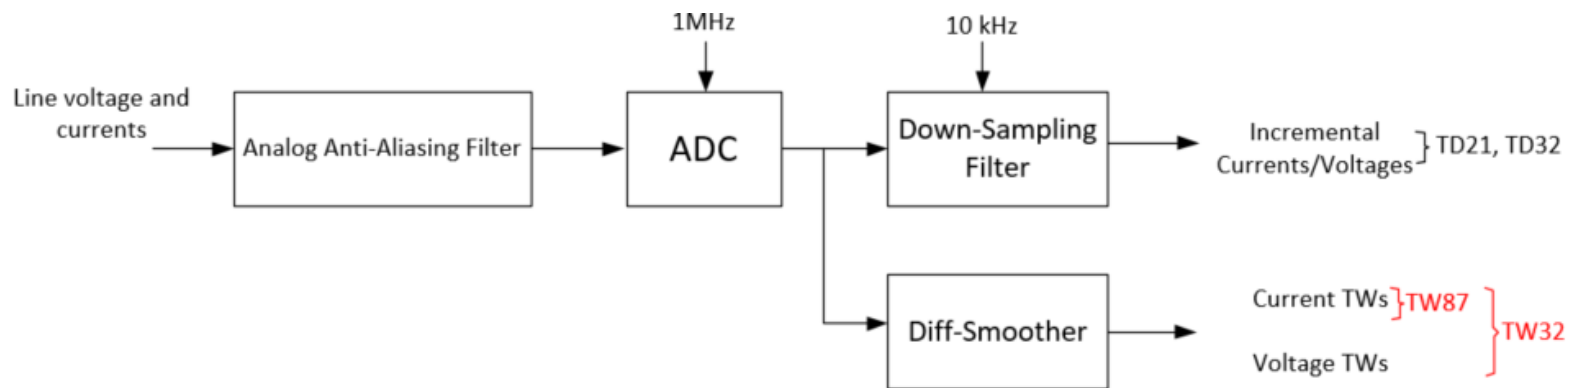 1MHz
10 kHz
Line voltage and
currents
Analog Anti-Aliasing Filter
ADC
Down-Sampling
Filter
Incremental
Currents/Voltages
TD21, TD32
Diff-Smoother
Current TWs
TW87
TW32
Voltage TWs